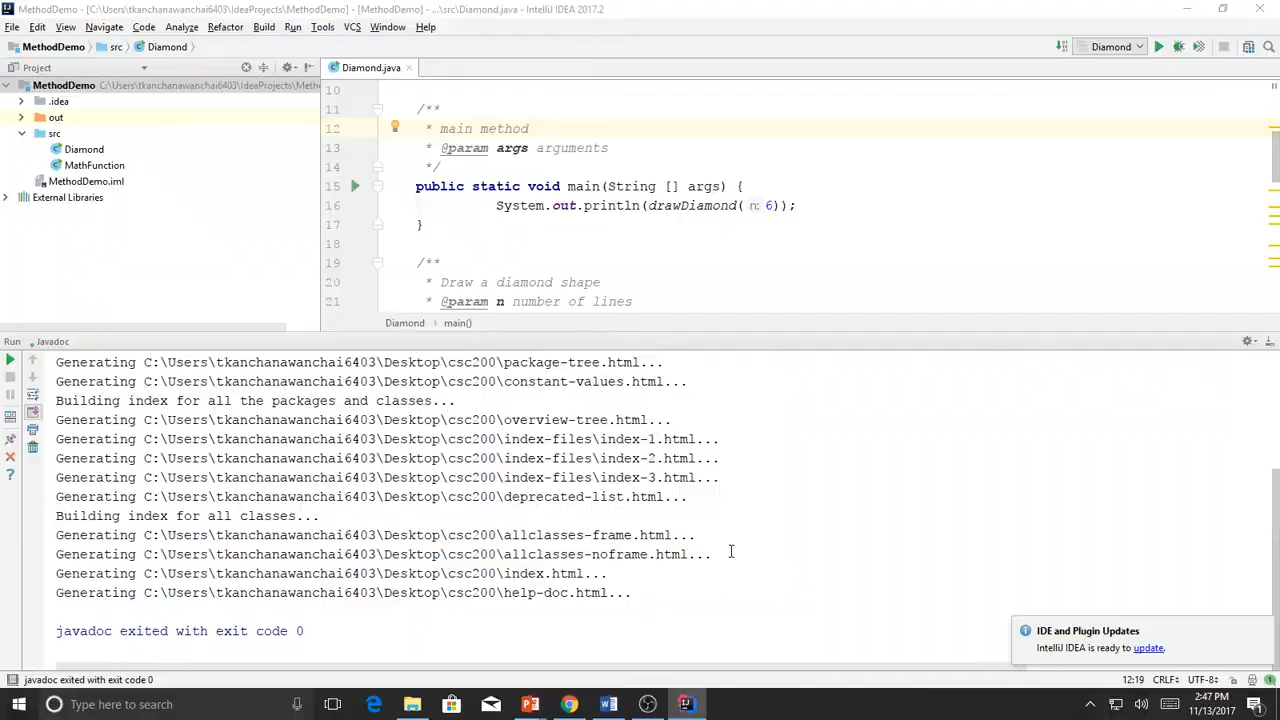 MethodDemo - [C:\Users\tkanchanawanchai6403\IdeaProjects\MethodDemo] - [MethodDemo] - ...\src\Diamond.java - IntelliJ IDEA 2017.2
File Edit View Navigate Code Analyze Refactor Build Run Tools VCS Window Help
MethodDemo src Diamond Diamond
Project Diamond.java
MethodDemo C:\Users\tkanchanawanchai6403\IdeaProjects\Metho
.idea
out
src
Diamond
MathFunction
MethodDemo.iml
External Libraries
10
11 /**
12 * main method
13 * @param args arguments
14 */
15 public static void main(String [] args) {
16 System.out.println(drawDiamond( n: 6));
17 }
18
19 /**
20 * Draw a diamond shape
21 * @param n number of lines
Diamond main()
Run Javadoc
Generating C:\Users\tkanchanawanchai6403\Desktop\csc200\package-tree.html...
Generating C:\Users\tkanchanawanchai6403\Desktop\csc200\constant-values.html...
Building index for all the packages and classes...
Generating C:\Users\tkanchanawanchai6403\Desktop\csc200\overview-tree.html...
Generating C:\Users\tkanchanawanchai6403\Desktop\csc200\index-files\index-1.html...
Generating C:\Users\tkanchanawanchai6403\Desktop\csc200\index-files\index-2.html...
Generating C:\Users\tkanchanawanchai6403\Desktop\csc200\index-files\index-3.html...
Generating C:\Users\tkanchanawanchai6403\Desktop\csc200\deprecated-list.html...
Building index for all classes...
Generating C:\Users\tkanchanawanchai6403\Desktop\csc200\allclasses-frame.html...
Generating C:\Users\tkanchanawanchai6403\Desktop\csc200\allclasses-noframe.html...
Generating C:\Users\tkanchanawanchai6403\Desktop\csc200\index.html...
Generating C:\Users\tkanchanawanchai6403\Desktop\csc200\help-doc.html...
javadoc exited with exit code 0
IDE and Plugin Updates
IntelliJ IDEA is ready to update.
javadoc exited with exit code 0 12:19 CRLF÷ UTF-8÷
Type here to search
2:47 PM
11/13/2017